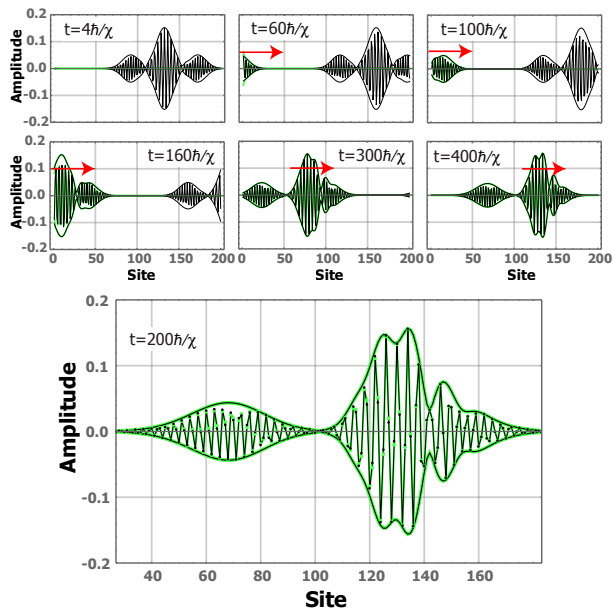 0.2
0.1
0.0
-0.1
-0.2
Amplitude
t=4ħ/χ
t=60ħ/χ
t=100ħ/χ
0.2
0.1
0.0
-0.1
-0.2
Amplitude
t=160ħ/χ
t=300ħ/χ
t=400ħ/χ
0 50 100 150 200 0 50 100 150 200 0 50 100 150 200
Site Site Site
0.2
0.1
0.0
-0.1
-0.2
Amplitude
t=200ħ/χ
40 60 80 100 120 140 160
Site